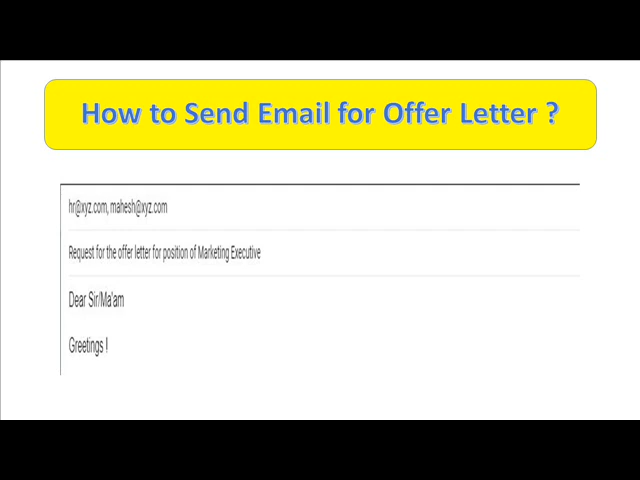 How to Send Email for Offer Letter ?
hr@xyz.com, mahesh@xyz.com
Request for the offer letter for position of Marketing Executive
Dear Sir/Ma'am
Greetings !